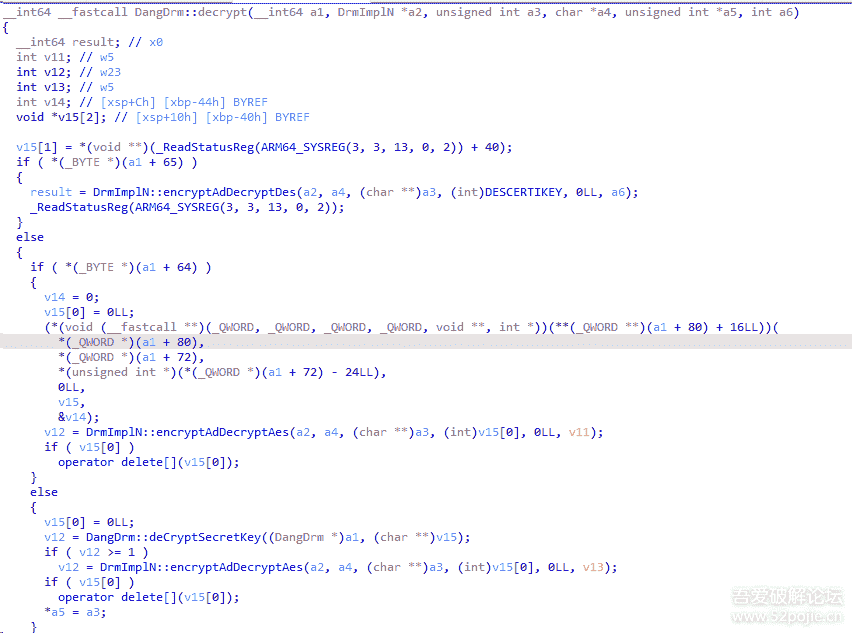 __int64 __fastcall DangDrm::decrypt(__int64 a1, DrmImplN *a2, unsigned int a3, char *a4, unsigned int *a5, int a6)
{
  __int64 result; // x0
  int v11; // w5
  int v12; // w23
  int v13; // w5
  int v14; // [xsp+Ch] [xbp-44h] BYREF
  void *v15[2]; // [xsp+10h] [xbp-40h] BYREF

  v15[1] = *(void **)(_ReadStatusReg(ARM64_SYSREG(3, 3, 13, 0, 2)) + 40);
  if ( *(_BYTE *)(a1 + 65) )
  {
    result = DrmImplN::encryptAdDecryptDes(a2, a4, (char **)a3, (int)DESCERTIKEY, 0LL, a6);
    _ReadStatusReg(ARM64_SYSREG(3, 3, 13, 0, 2));
  }
  else
  {
    if ( *(_BYTE *)(a1 + 64) )
    {
      v14 = 0;
      v15[0] = 0LL;
      (*(void (__fastcall **)(_QWORD, _QWORD, _QWORD, _QWORD, void **, int *))(**(_QWORD **)(a1 + 80) + 16LL))(
        *(_QWORD *)(a1 + 80),
        *(_QWORD *)(a1 + 72),
        *(unsigned int *)(*(_QWORD *)(a1 + 72) - 24LL),
        0LL,
        v15,
        &v14);
      v12 = DrmImplN::encryptAdDecryptAes(a2, a4, (char **)a3, (int)v15[0], 0LL, v11);
      if ( v15[0] )
        operator delete[](v15[0]);
    }
    else
    {
      v15[0] = 0LL;
      v12 = DangDrm::deCryptSecretKey((DangDrm *)a1, (char **)v15);
      if ( v12 >= 1 )
        v12 = DrmImplN::encryptAdDecryptAes(a2, a4, (char **)a3, (int)v15[0], 0LL, v13);
      if ( v15[0] )
        operator delete[](v15[0]);
      *a5 = a3;
    }
吾爱破解论坛
www.52pojie.cn